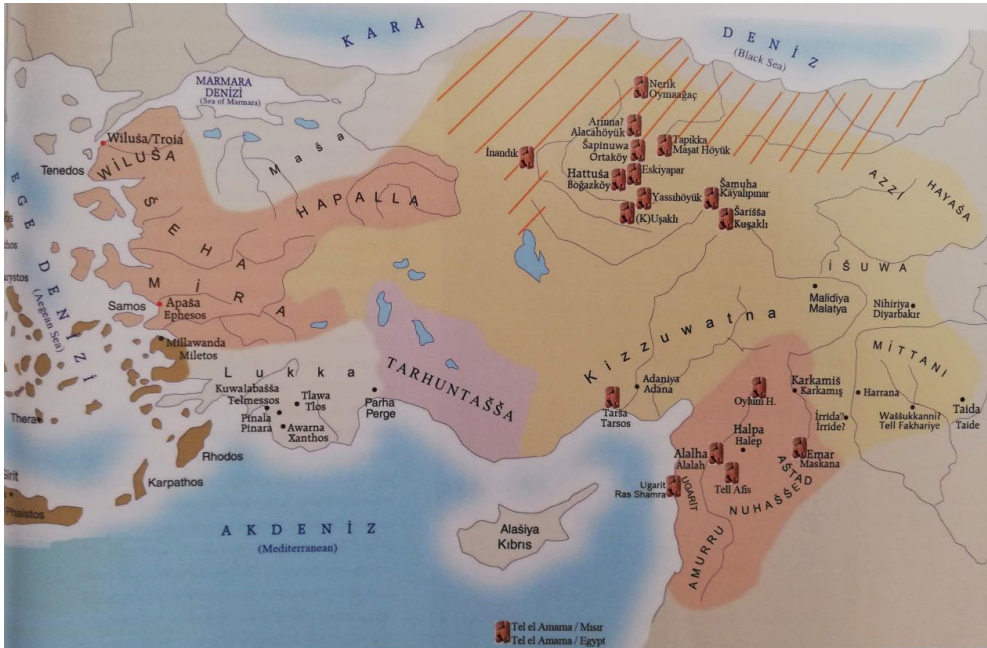 KARA
DENİZ
(Black Sea)
MARMARA
DENİZİ
(Sea of Marmara)
Nerik
Oymaağaç
Wiluša/Troia
Arinna?
Alacahöyük
Tenedos
WİLUŠA
Maša
İnandık
Šapinuwa
Ortaköy
Tapikka
Maşat Höyük
Hattuša
Boğazköy
Eskiyapar
HAPALLA
Yassıhöyük
(K)Uşaklı
Šamuha
Kayalıpınar
Šarišša
Kuşaklı
AZZİ
HAYAŠA
EGE DENİZİ
(Aegean Sea)
ŠEHA
MİRA
İŠUWA
Samos
Apaša
Ephesos
Malidiya
Malatya
Nihiriya
Diyarbakır
Millawanda
Miletos
Kizzuwatna
MİTTANİ
Lukka
TARHUNTAŠŠA
Kuwalabašša
Telmessos
Tlawa
Tlos
Parha
Perge
Adaniya
Adana
Pinala
Pinara
Awarna
Xanthos
Tarša
Tarsos
Oylum H.
Karkamiš
Karkamış
Harrana
Taida
Taide
Waššukkannit
Tell Fakhariye
İrrida?
İrride?
Thera
Rhodos
Halpa
Halep
Alalha
Alalah
Emar
Maskana
AŠTAD
Tell Afis
Karpathos
Ugarit
Ras Shamra
UGARİT
NUHAŠŠE
Phaistos
AKDENİZ
(Mediterranean)
Alašiya
Kıbrıs
AMURRU
Tel el Amarna / Mısır
Tel el Amarna / Egypt